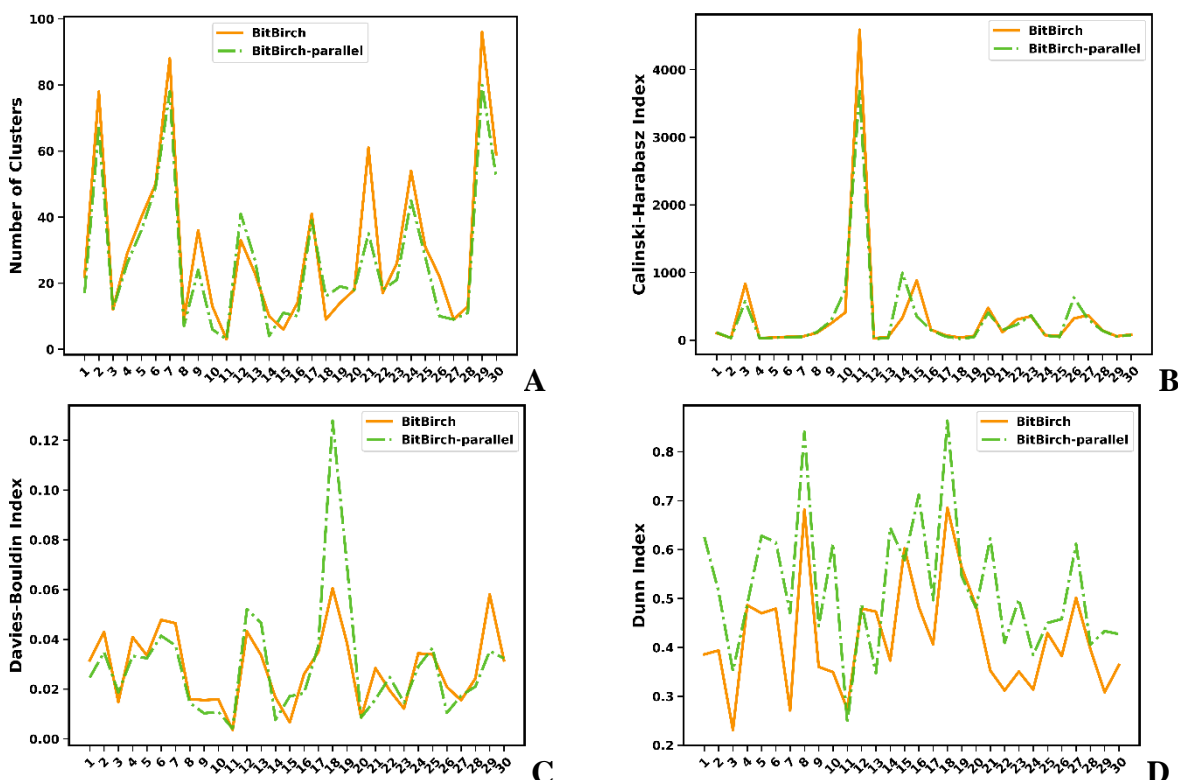 100
80
60
40
20
0
Number of Clusters
BitBirch
BitBirch-parallel
1 2 3 4 5 6 7 8 9 10 11 12 13 14 15 16 17 18 19 20 21 22 23 24 25 26 27 28 29 30
A
4000
3000
2000
1000
0
Calinski-Harabasz Index
BitBirch
BitBirch-parallel
1 2 3 4 5 6 7 8 9 10 11 12 13 14 15 16 17 18 19 20 21 22 23 24 25 26 27 28 29 30
B
0.12
0.10
0.08
0.06
0.04
0.02
0.00
Davies-Bouldin Index
BitBirch
BitBirch-parallel
1 2 3 4 5 6 7 8 9 10 11 12 13 14 15 16 17 18 19 20 21 22 23 24 25 26 27 28 29 30
C
0.8
0.7
0.6
0.5
0.4
0.3
0.2
Dunn Index
BitBirch
BitBirch-parallel
1 2 3 4 5 6 7 8 9 10 11 12 13 14 15 16 17 18 19 20 21 22 23 24 25 26 27 28 29 30
D